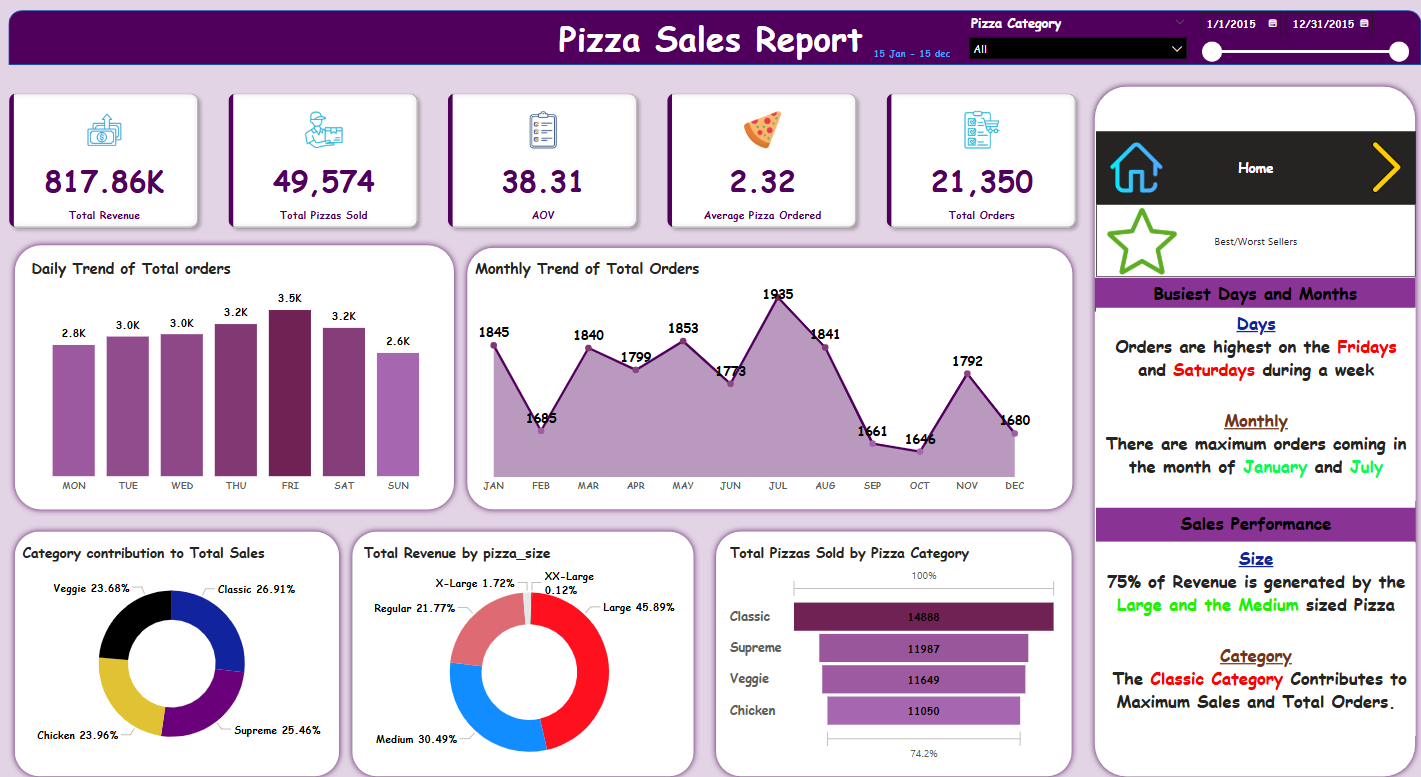 Pizza Sales Report
15 Jan - 15 dec
Pizza Category
All
1/1/2015
12/31/2015
817.86K
Total Revenue
49,574
Total Pizzas Sold
38.31
AOV
2.32
Average Pizza Ordered
21,350
Total Orders
Home
Best/Worst Sellers
Daily Trend of Total orders
2.8K
3.0K
3.0K
3.2K
3.5K
3.2K
2.6K
MON TUE WED THU FRI SAT SUN
Monthly Trend of Total Orders
1845
1685
1840
1799
1853
1773
1935
1841
1661
1646
1792
1680
JAN FEB MAR APR MAY JUN JUL AUG SEP OCT NOV DEC
Busiest Days and Months
Days
Orders are highest on the Fridays
and Saturdays during a week
Monthly
There are maximum orders coming in
the month of January and July
Sales Performance
Size
75% of Revenue is generated by the
Large and the Medium sized Pizza
Category
The Classic Category Contributes to
Maximum Sales and Total Orders.
Category contribution to Total Sales
Veggie 23.68%
Classic 26.91%
Chicken 23.96%
Supreme 25.46%
Total Revenue by pizza_size
X-Large 1.72%
XX-Large
0.12%
Regular 21.77%
Large 45.89%
Medium 30.49%
Total Pizzas Sold by Pizza Category
100%
Classic 14888
Supreme 11987
Veggie 11649
Chicken 11050
74.2%